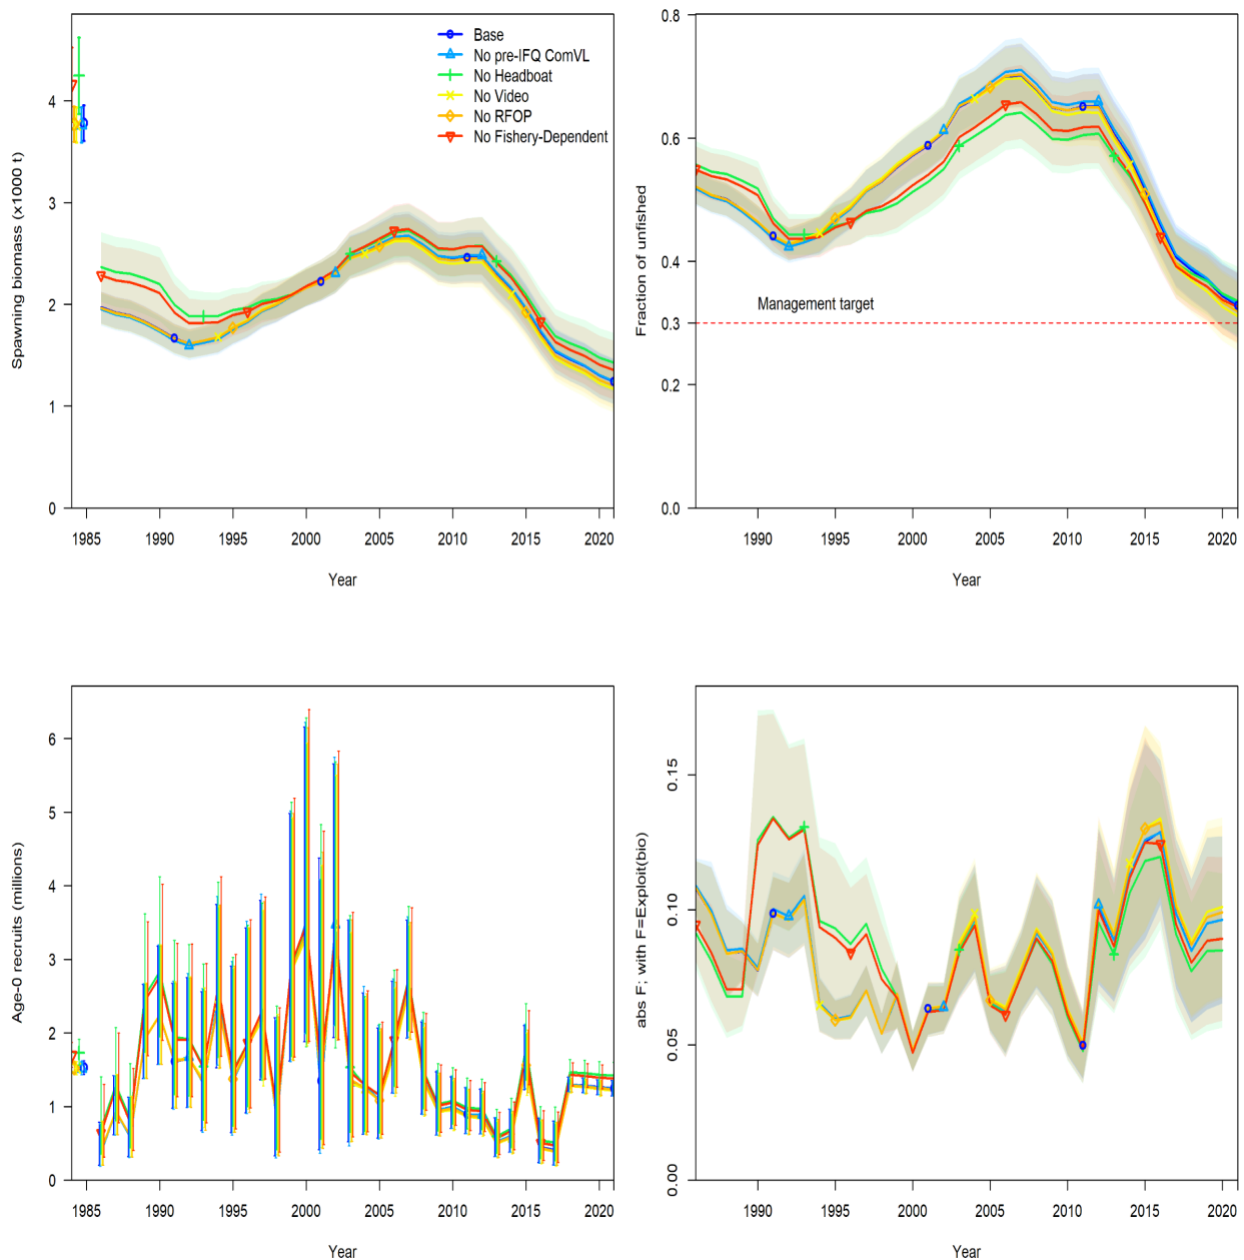 Spawning biomass (x1000 t)
4
3
2
1
0
1985 1990 1995 2000 2005 2010 2015 2020
Year
Base
No pre-IFQ ComVL
No Headboat
No Video
No RFOP
No Fishery-Dependent
Fraction of unfished
0.8
0.6
0.4
0.3
0.2
0.0
Management target
1990 1995 2000 2005 2010 2015 2020
Year
Age-0 recruits (millions)
6
5
4
3
2
1
0
1985 1990 1995 2000 2005 2010 2015 2020
Year
abs F; with F=Exploit(bio)
0.15
0.10
0.05
0.00
1990 1995 2000 2005 2010 2015 2020
Year